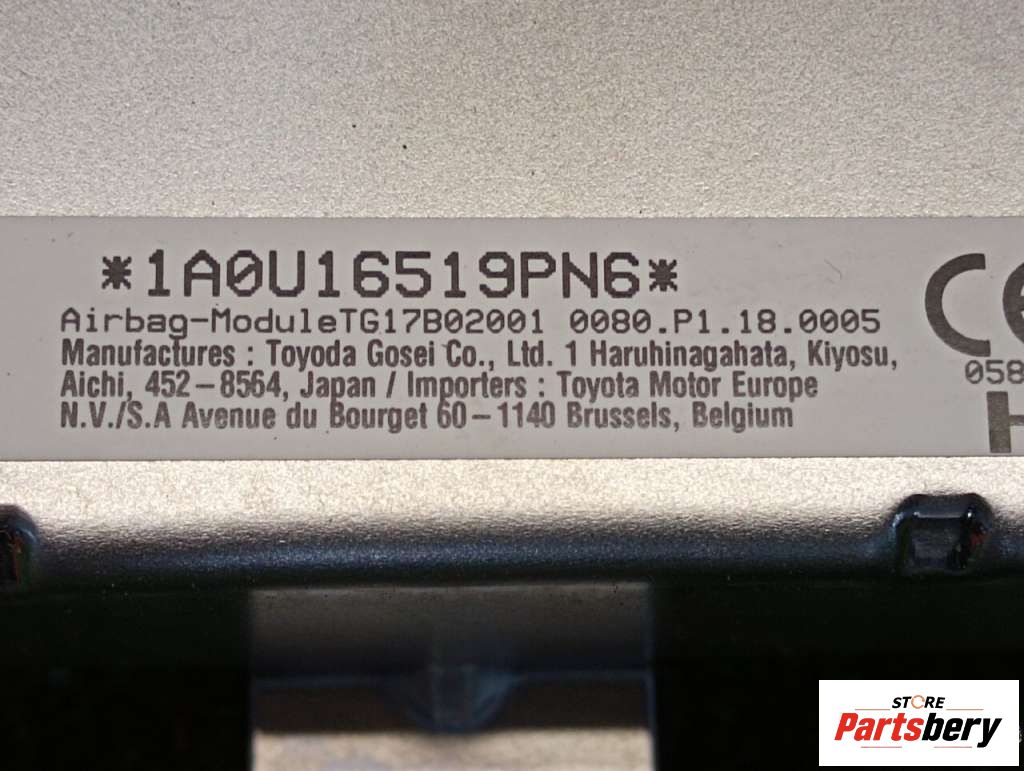 *1A0U16519PN6*
Airbag-ModuleTG17B02001 0080.P1.18.0005
Manufactures : Toyoda Gosei Co., Ltd. 1 Haruhinagahata, Kiyosu,
Aichi, 452-8564, Japan / Importers : Toyota Motor Europe
N.V./S.A Avenue du Bourget 60-1140 Brussels, Belgium
CE
058
H
STORE
Partsbery